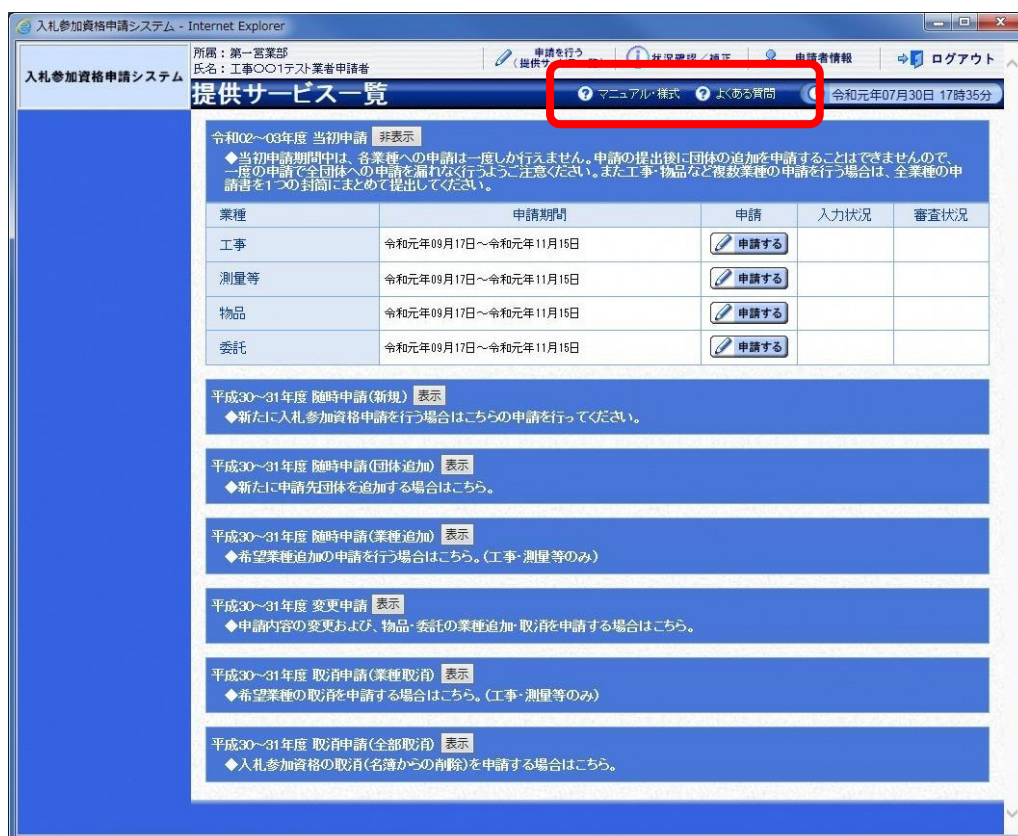 入札参加資格申請システム - Internet Explorer
入札参加資格申請システム
所属：第一営業部
氏名：工事〇〇1テスト業者申請者
申請を行う
(提供サ
状況確認／補正
申請者情報
ログアウト
提供サービス一覧
マニュアル・様式
よくある質問
令和元年07月30日 17時35分
令和02～03年度 当初申請 非表示
◆当初申請期間中は、各業種への申請は一度しか行えません。申請の提出後に団体の追加を申請することはできませんので、
一度の申請で全団体への申請を漏れなく行うようご注意ください。また工事・物品など複数業種の申請を行う場合は、全業種の申
請書を1つの封筒にまとめて提出してください。
業種 申請期間 申請 入力状況 審査状況
工事 令和元年09月17日～令和元年11月15日 申請する
測量等 令和元年09月17日～令和元年11月15日 申請する
物品 令和元年09月17日～令和元年11月15日 申請する
委託 令和元年09月17日～令和元年11月15日 申請する
平成30～31年度 随時申請(新規) 表示
◆新たに入札参加資格申請を行う場合はこちらの申請を行ってください。
平成30～31年度 随時申請(団体追加) 表示
◆新たに申請先団体を追加する場合はこちら。
平成30～31年度 随時申請(業種追加) 表示
◆希望業種追加の申請を行う場合はこちら。(工事・測量等のみ)
平成30～31年度 変更申請 表示
◆申請内容の変更および、物品・委託の業種追加・取消を申請する場合はこちら。
平成30～31年度 取消申請(業種取消) 表示
◆希望業種の取消を申請する場合はこちら。(工事・測量等のみ)
平成30～31年度 取消申請(全部取消) 表示
◆入札参加資格の取消(名簿からの削除)を申請する場合はこちら。